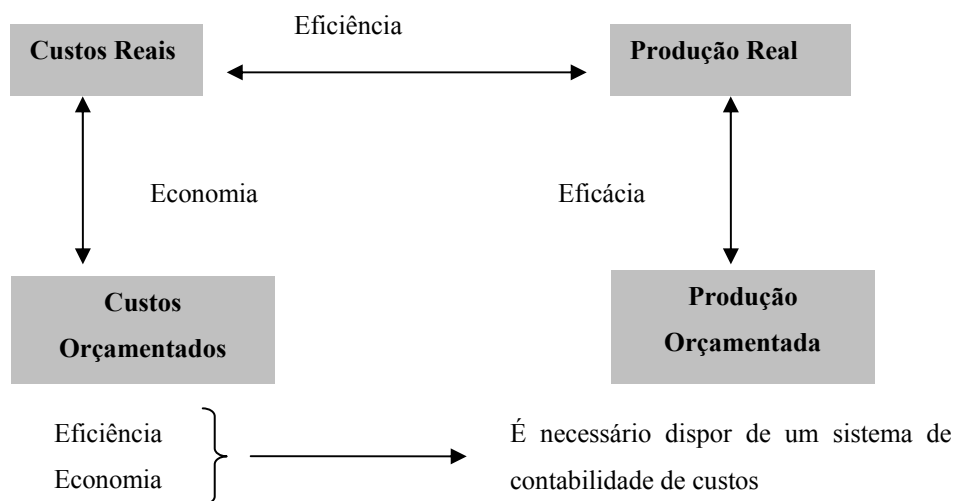 Eficiência
Custos Reais
Produção Real
Economia
Eficácia
Custos
Orçamentados
Produção
Orçamentada
Eficiência
Economia
É necessário dispor de um sistema de
contabilidade de custos